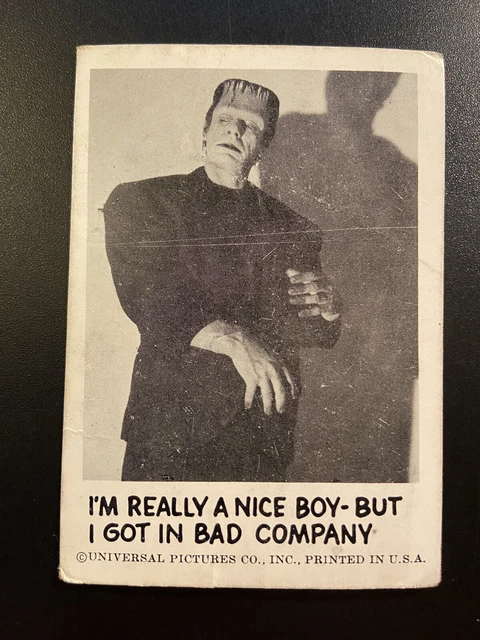 I'M REALLY A NICE BOY-BUT
I GOT IN BAD COMPANY
©UNIVERSAL PICTURES CO., INC., PRINTED IN U.S.A.